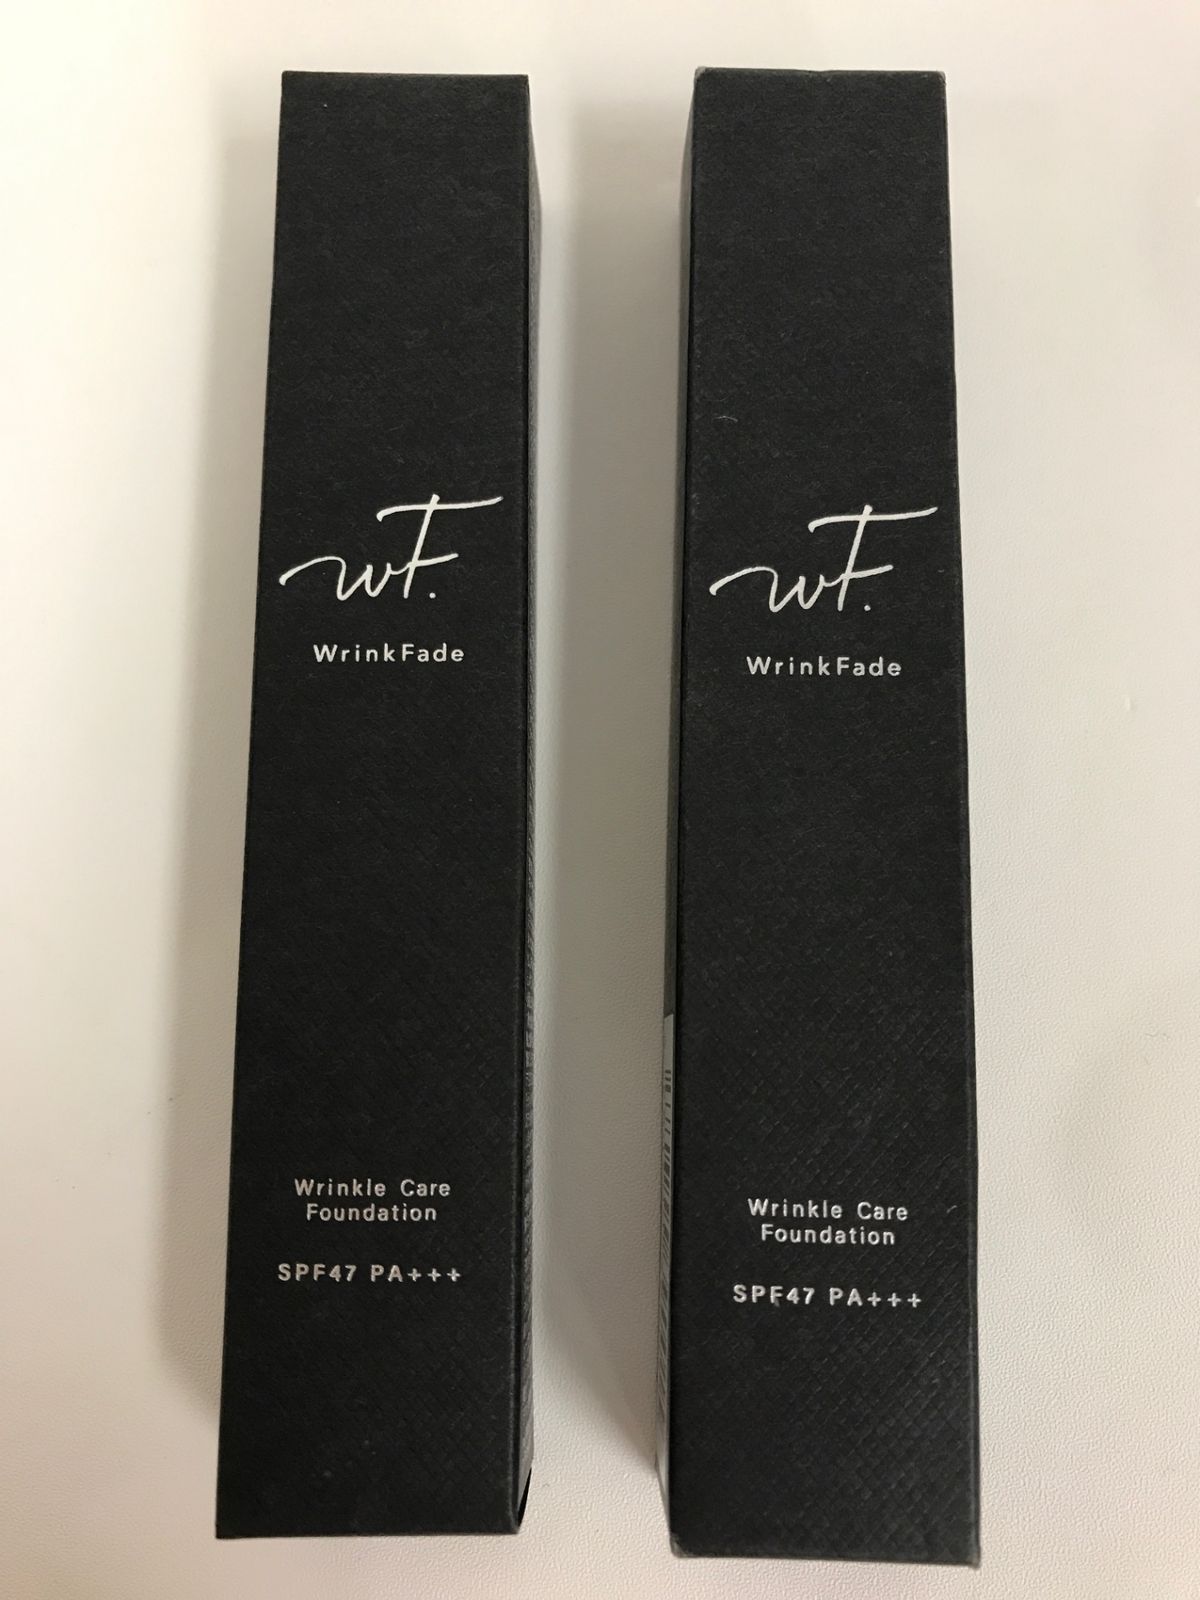 wF.
WrinkFade
Wrinkle Care
Foundation
SPF47 PA+++
wF.
WrinkFade
Wrinkle Care
Foundation
SPF47 PA+++